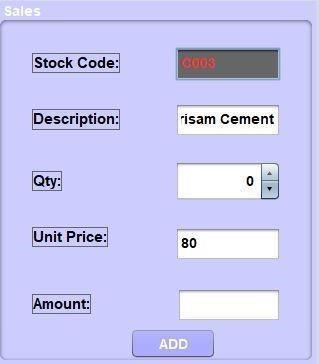 Sales
Stock Code: C003
Description: risam Cement
Qty: 0
Unit Price: 80
Amount:
ADD